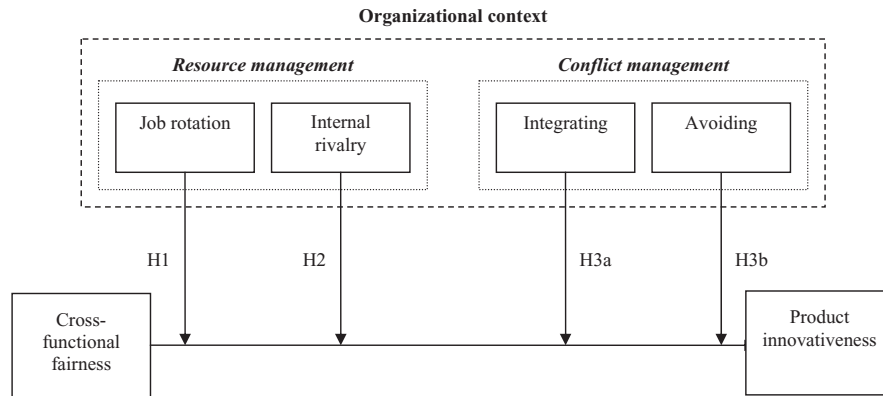 Organizational context
Resource management
Conflict management
Job rotation
Internal
rivalry
Integrating
Avoiding
H1
H2
H3a
H3b
Cross-
functional
fairness
Product
innovativeness